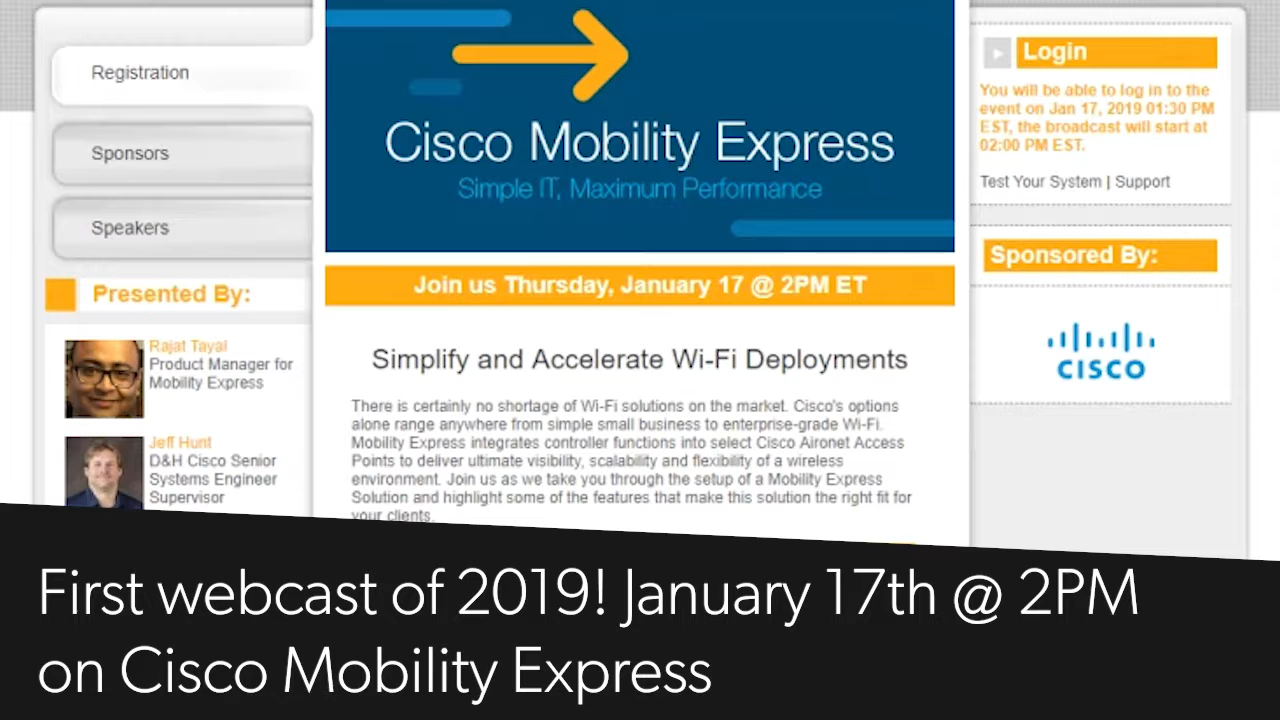 Registration
Sponsors
Speakers
Presented By:
Rajat Tayal
Product Manager for
Mobility Express
Jeff Hunt
D&H Cisco Senior
Systems Engineer
Supervisor
Cisco Mobility Express
Simple IT, Maximum Performance
Join us Thursday, January 17 @ 2PM ET
Simplify and Accelerate Wi-Fi Deployments
There is certainly no shortage of Wi-Fi solutions on the market. Cisco's options
alone range anywhere from simple small business to enterprise-grade Wi-Fi.
Mobility Express integrates controller functions into select Cisco Aironet Access
Points to deliver ultimate visibility, scalability and flexibility of a wireless
environment. Join us as we take you through the setup of a Mobility Express
Solution and highlight some of the features that make this solution the right fit for
your clients.
Login
You will be able to log in to the
event on Jan 17, 2019 01:30 PM
EST, the broadcast will start at
02:00 PM EST.
Test Your System | Support
Sponsored By:
CISCO
First webcast of 2019! January 17th @ 2PM
on Cisco Mobility Express